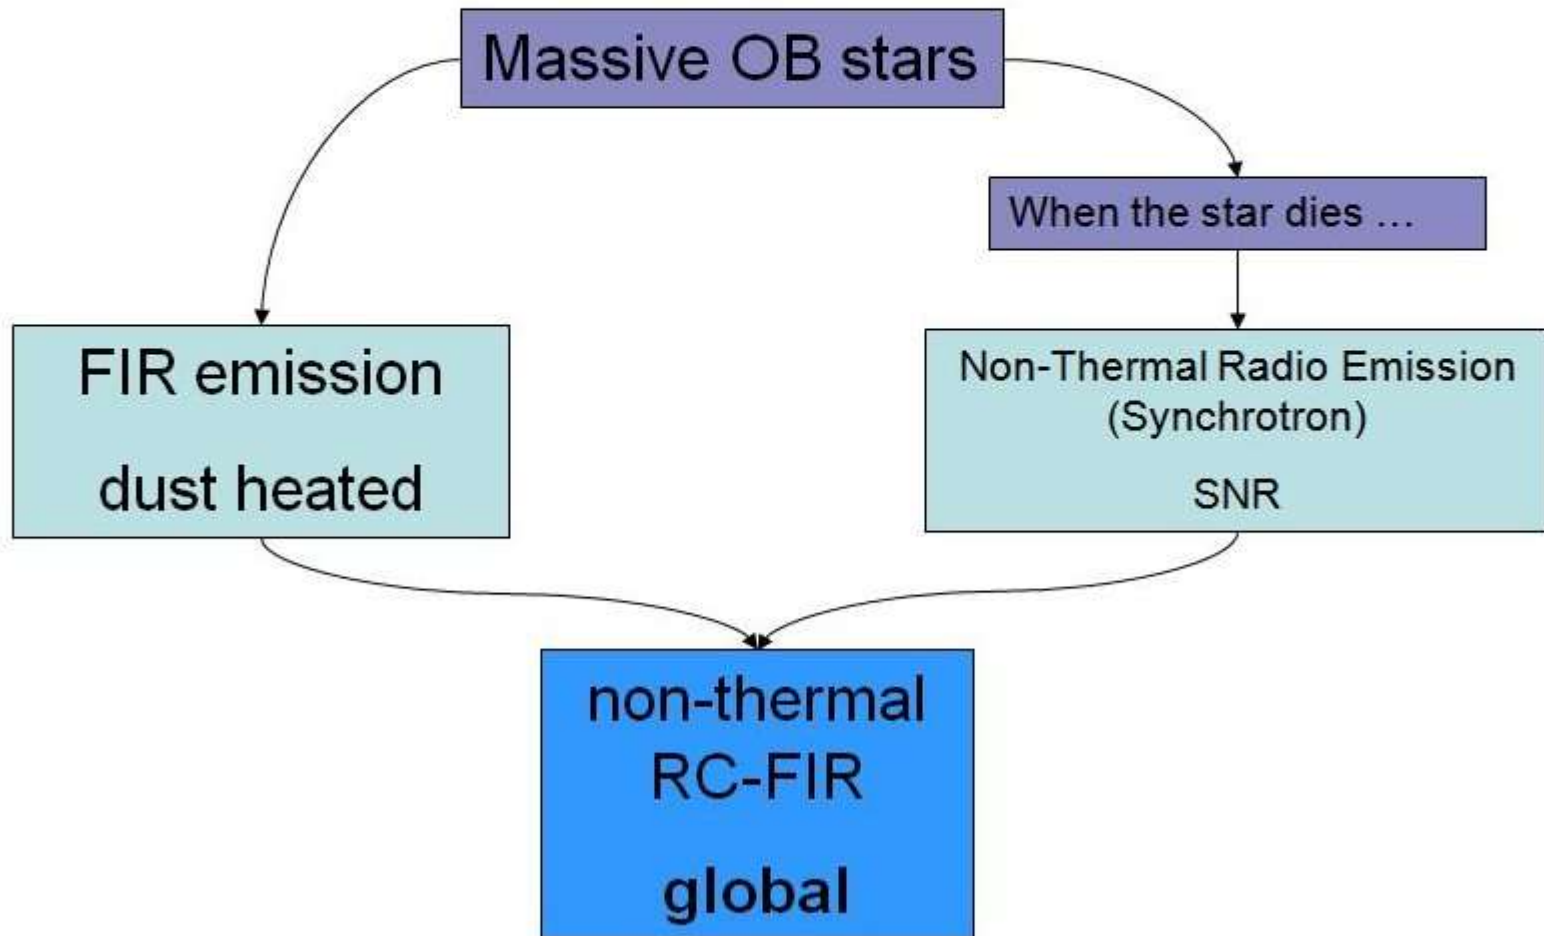 Massive OB stars
When the star dies …
FIR emission
dust heated
Non-Thermal Radio Emission
(Synchrotron)
SNR
non-thermal
RC-FIR
global